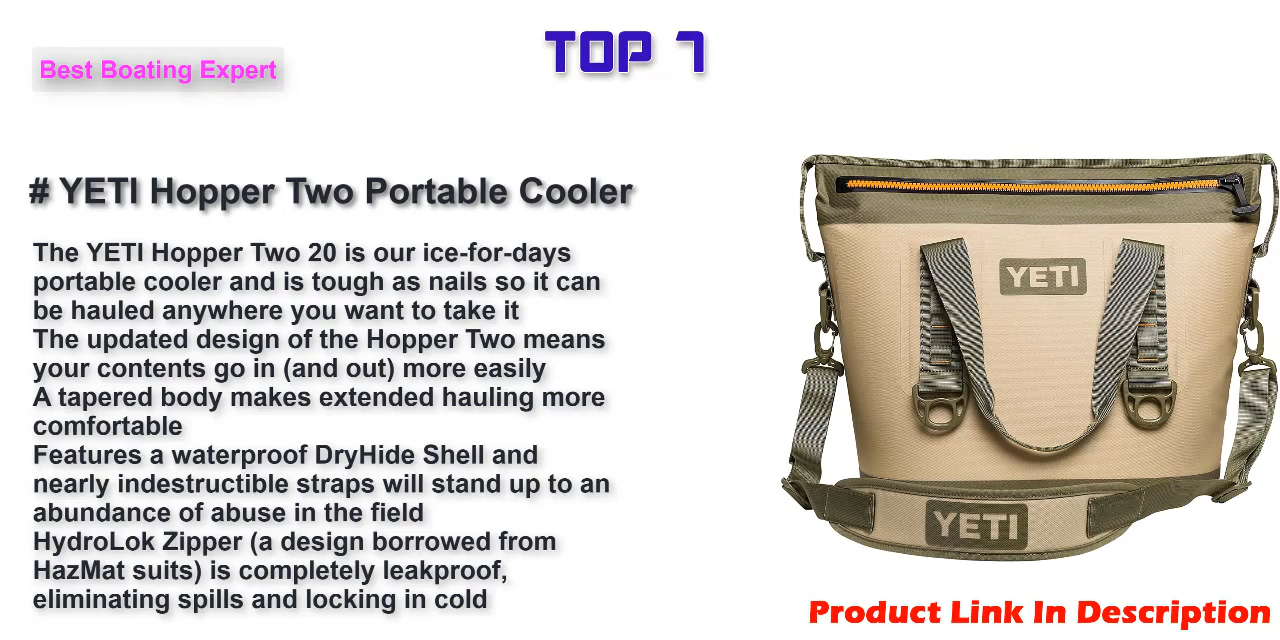 TOP 7
Best Boating Expert
# YETI Hopper Two Portable Cooler
The YETI Hopper Two 20 is our ice-for-days
portable cooler and is tough as nails so it can
be hauled anywhere you want to take it
The updated design of the Hopper Two means
your contents go in (and out) more easily
A tapered body makes extended hauling more
comfortable
Features a waterproof DryHide Shell and
nearly indestructible straps will stand up to an
abundance of abuse in the field
HydroLok Zipper (a design borrowed from
HazMat suits) is completely leakproof,
eliminating spills and locking in cold
YETI
YETI
Product Link In Description